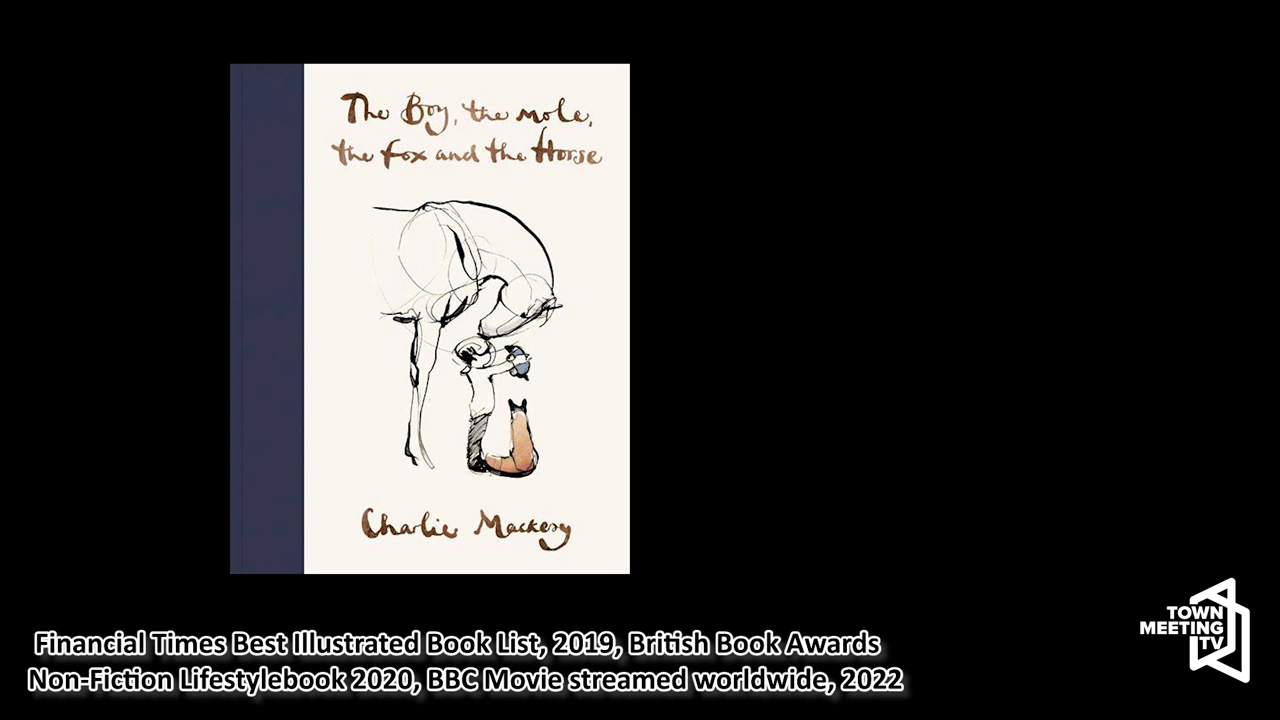 The Boy, the mole,
the fox and the Horse
Charlie Mackesy
Financial Times Best Illustrated Book List, 2019, British Book Awards
Non-Fiction Lifestylebook 2020, BBC Movie streamed worldwide, 2022
TOWN
MEETING
TV